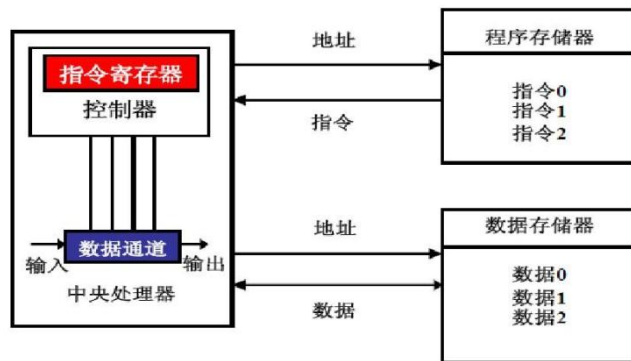 指令寄存器
控制器
数据通道
输入
输出
中央处理器
地址
指令
地址
数据
程序存储器
指令0
指令1
指令2
数据存储器
数据0
数据1
数据2